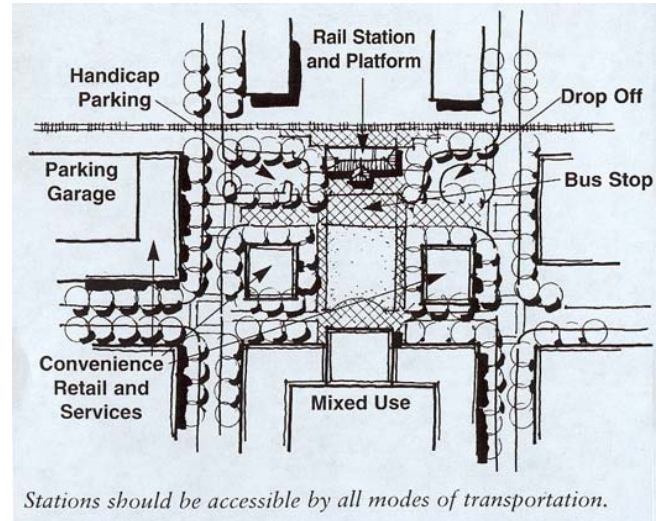 Rail Station
and Platform
Handicap
Parking
Drop Off
Parking
Garage
Bus Stop
Convenience
Retail and
Services
Mixed Use
Stations should be accessible by all modes of transportation.